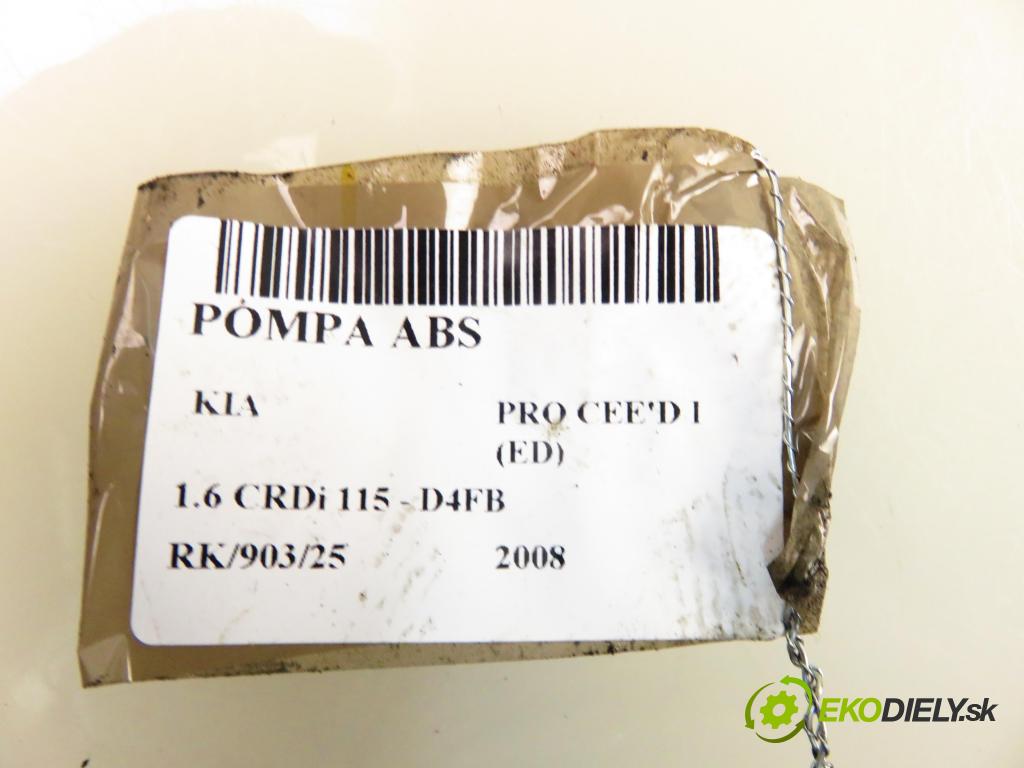 POMPA ABS
KIA PRO CEE'D I
(ED)
1.6 CRDi 115 - D4FB
RK/903/25 2008
EKODIELY.sk